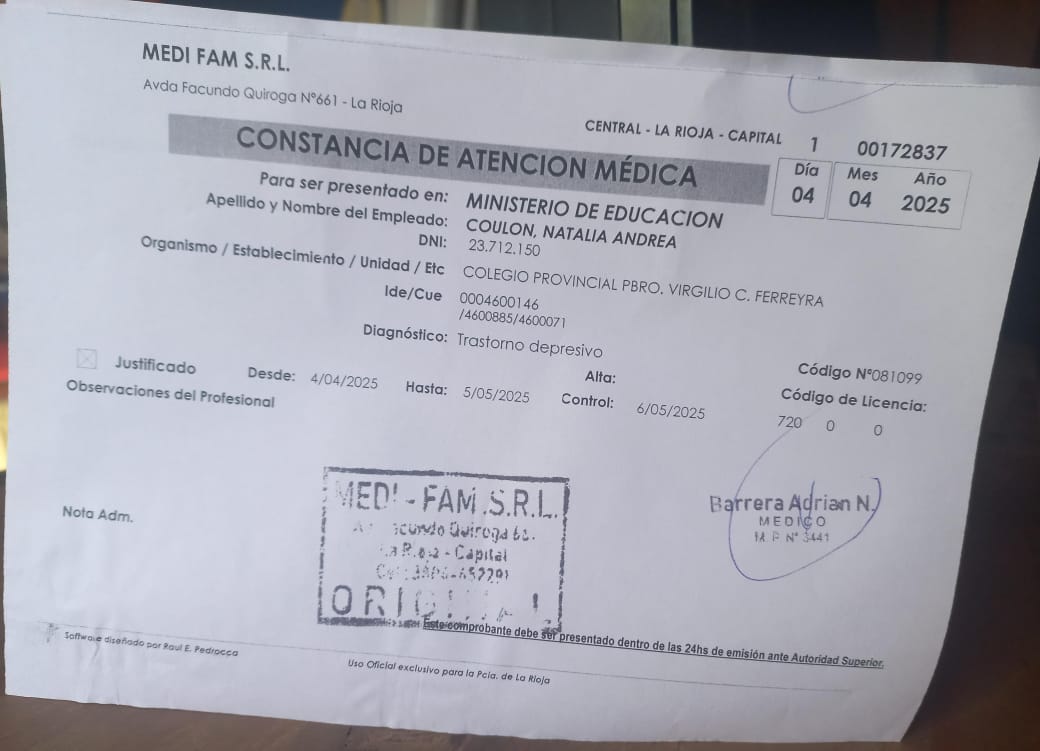 MEDI FAM S.R.L.
Avda Facundo Quiroga Nº661 - La Rioja
CENTRAL - LA RIOJA - CAPITAL 1 00172837
CONSTANCIA DE ATENCION MÉDICA
Día Mes Año
04 04 2025
Para ser presentado en: MINISTERIO DE EDUCACION
Apellido y Nombre del Empleado: COULON, NATALIA ANDREA
DNI: 23.712.150
Organismo / Establecimiento / Unidad / Etc COLEGIO PROVINCIAL PBRO. VIRGILIO C. FERREYRA
Ide/Cue 0004600146
/4600885/4600071
Diagnóstico: Trastorno depresivo
Justificado Desde: 4/04/2025 Hasta: 5/05/2025 Alta:
Control: 6/05/2025
Código Nº081099
Código de Licencia:
720 0 0
Observaciones del Profesional
MEDI - FAM S.R.L.
Quiroga
La Rioja - Capital
Barrera Adrian N.
MEDICO
M.P. Nº 3441
Nota Adm.
Este comprobante debe ser presentado dentro de las 24hs de emisión ante Autoridad Superior.
Software diseñado por Raul E. Pedrocca
Uso Oficial exclusivo para la Pcia. de La Rioja